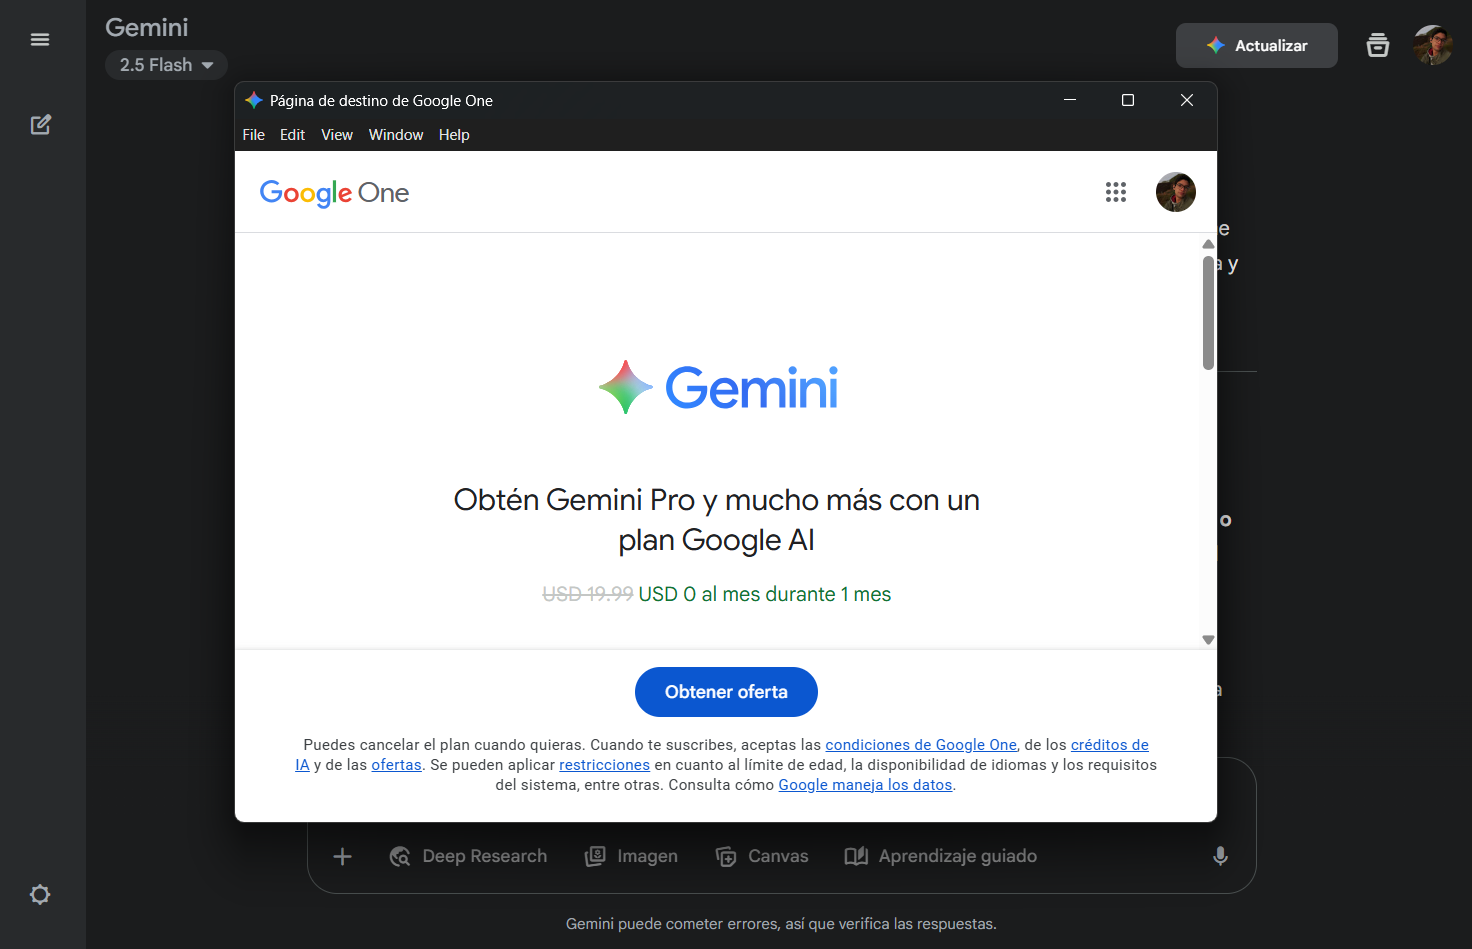 Gemini
2.5 Flash
Actualizar
Página de destino de Google One
File Edit View Window Help
Google One
e
a y
Gemini
Obtén Gemini Pro y mucho más con un
plan Google AI
o
USD 19.99 USD 0 al mes durante 1 mes
Obtener oferta
a
Puedes cancelar el plan cuando quieras. Cuando te suscribes, aceptas las condiciones de Google One, de los créditos de
IA y de las ofertas. Se pueden aplicar restricciones en cuanto al límite de edad, la disponibilidad de idiomas y los requisitos
del sistema, entre otras. Consulta cómo Google maneja los datos.
Deep Research Imagen Canvas Aprendizaje guiado
Gemini puede cometer errores, así que verifica las respuestas.